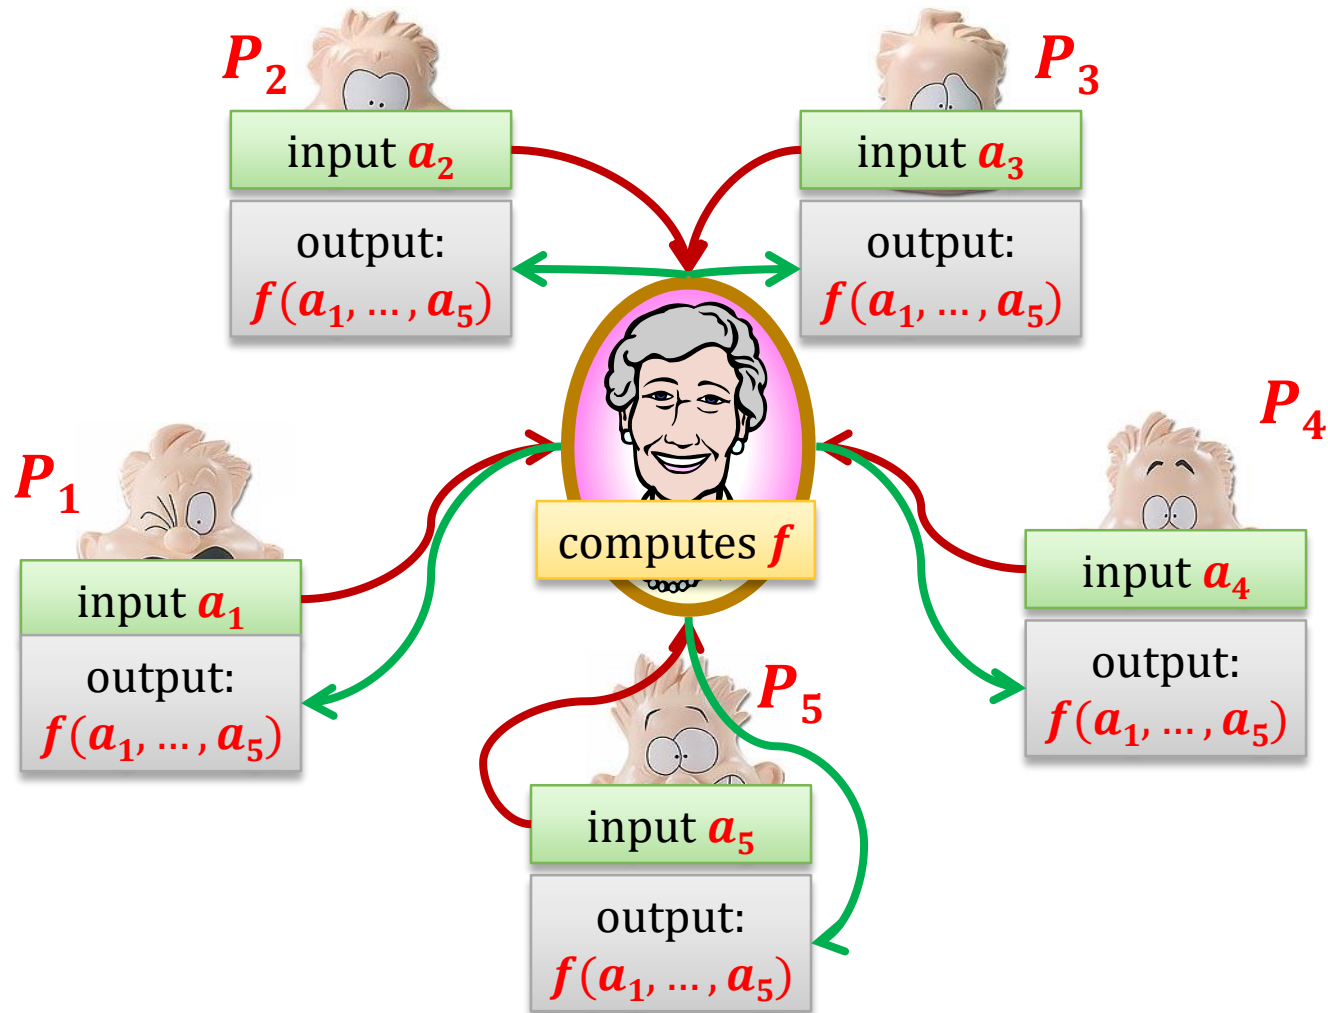 P₂
input a₂
output:
f(a₁, … , a₅)
P₃
input a₃
output:
f(a₁, … , a₅)
P₁
input a₁
output:
f(a₁, … , a₅)
computes f
P₄
input a₄
output:
f(a₁, … , a₅)
P₅
input a₅
output:
f(a₁, … , a₅)